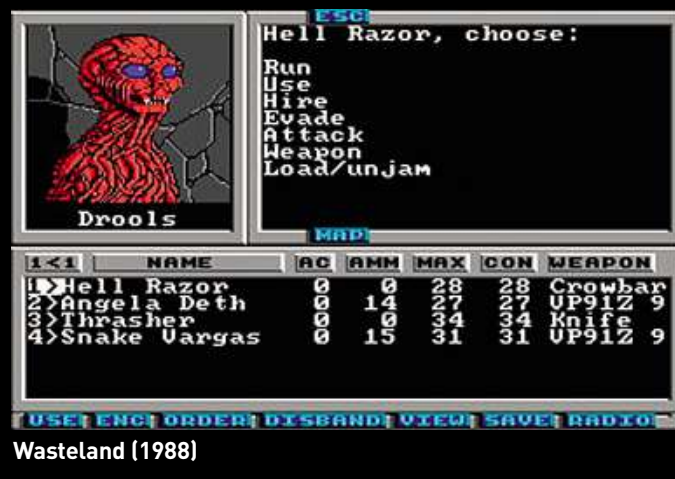 ESC
Hell Razor, choose:
Run
Use
Hire
Evade
Attack
Weapon
Load/unjam
Drools
MAP
1<1 NAME AC AMM MAX CON WEAPON
1>Hell Razor 0 0 28 28 Crowbar
2>Angela Deth 0 14 27 27 VP91Z 9
3>Thrasher 0 0 34 34 Knife
4>Snake Vargas 0 15 31 31 VP91Z 9
USE ENC ORDER DISBAND VIEW SAVE RADIO
Wasteland (1988)